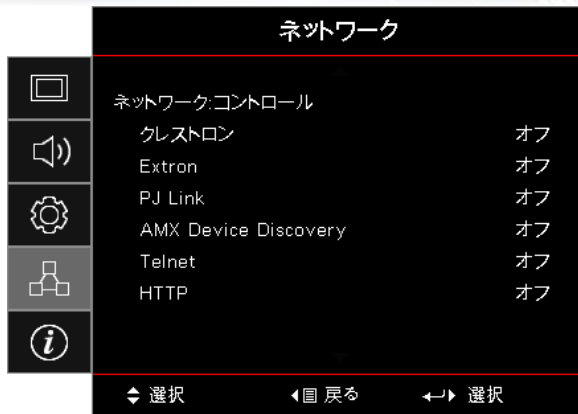 ネットワーク
ネットワーク:コントロール
クレストロン オフ
Extron オフ
PJ Link オフ
AMX Device Discovery オフ
Telnet オフ
HTTP オフ
選択 戻る 選択